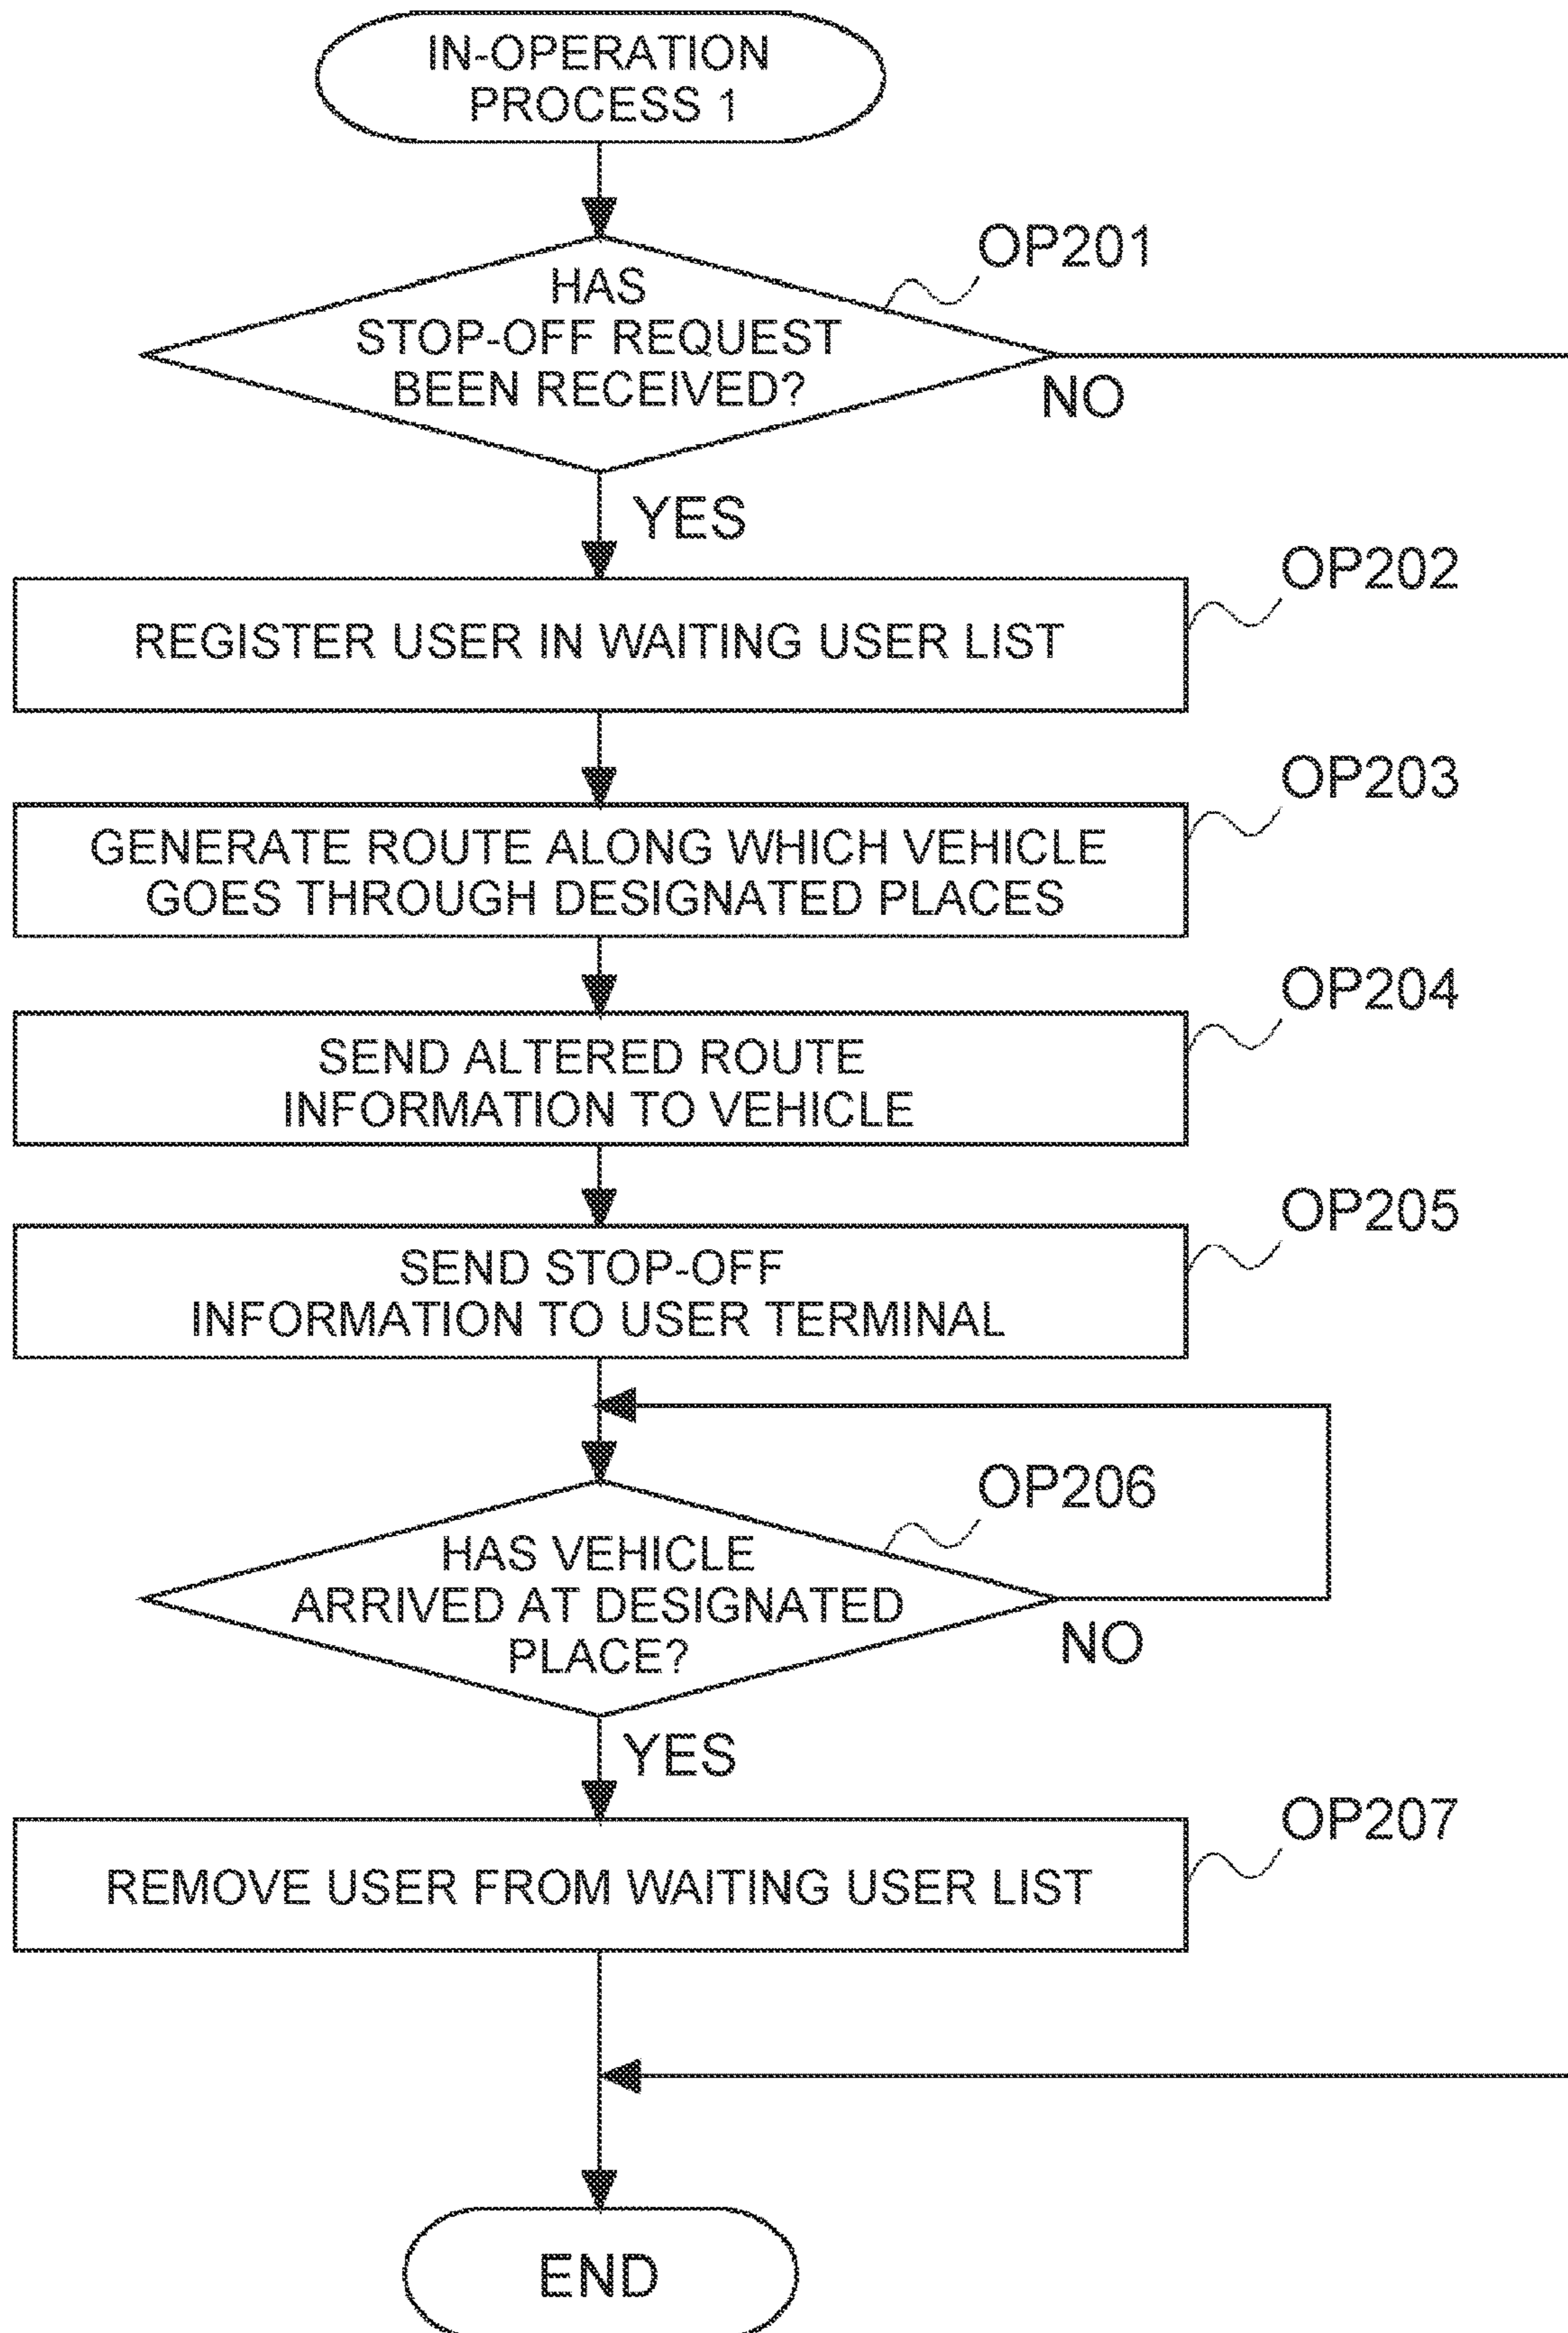 IN-OPERATION
PROCESS 1
OP201
HAS
STOP-OFF REQUEST
BEEN RECEIVED?
NO
YES
OP202
REGISTER USER IN WAITING USER LIST
OP203
GENERATE ROUTE ALONG WHICH VEHICLE
GOES THROUGH DESIGNATED PLACES
OP204
SEND ALTERED ROUTE
INFORMATION TO VEHICLE
OP205
SEND STOP-OFF
INFORMATION TO USER TERMINAL
OP206
HAS VEHICLE
ARRIVED AT DESIGNATED
PLACE?
NO
YES
OP207
REMOVE USER FROM WAITING USER LIST
END